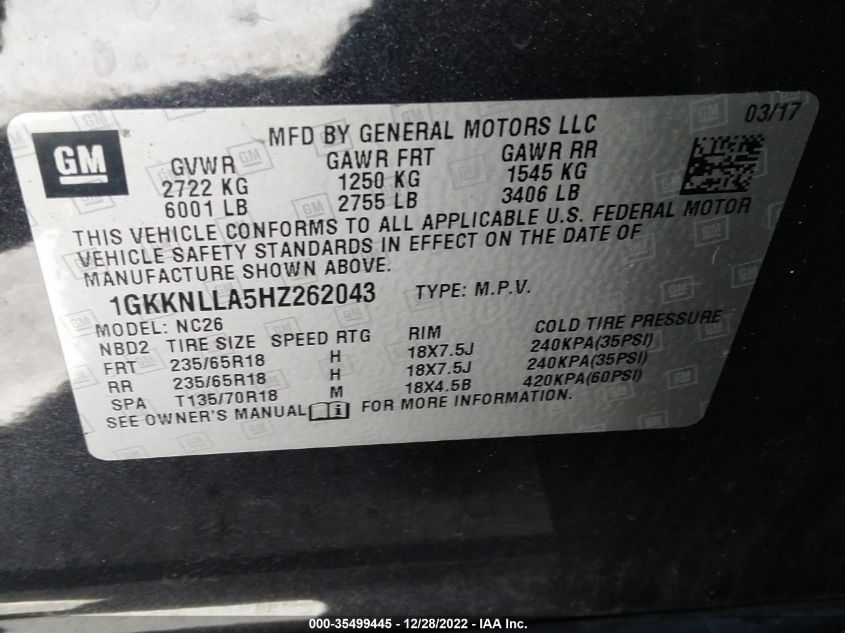 03/17
GM®
MFD BY GENERAL MOTORS LLC
GVWR GAWR FRT GAWR RR
2722 KG 1250 KG 1545 KG
6001 LB 2755 LB 3406 LB
THIS VEHICLE CONFORMS TO ALL APPLICABLE U.S. FEDERAL MOTOR
VEHICLE SAFETY STANDARDS IN EFFECT ON THE DATE OF
MANUFACTURE SHOWN ABOVE.
1GKKNLLA5HZ262043 TYPE: M.P.V.
MODEL: NC26
NBD2 TIRE SIZE SPEED RTG RIM COLD TIRE PRESSURE
FRT 235/65R18 H 18X7.5J 240KPA(35PSI)
RR 235/65R18 H 18X7.5J 240KPA(35PSI)
SPA T135/70R18 M 18X4.5B 420KPA(60PSI)
SEE OWNER'S MANUAL FOR MORE INFORMATION.
000-35499445 - 12/28/2022 - IAA Inc.